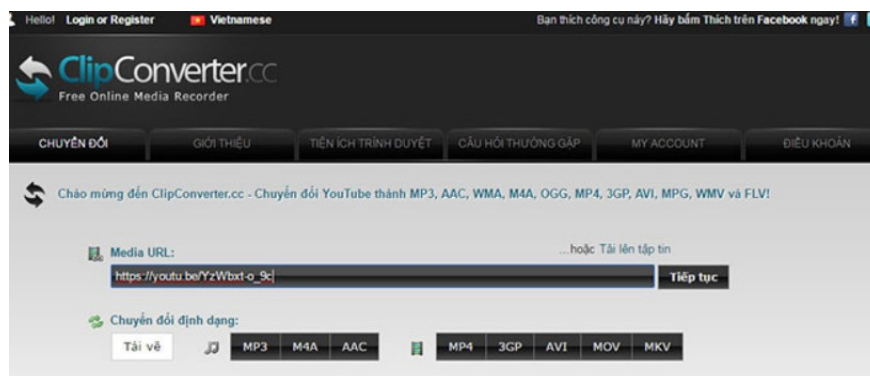 Hello! Login or Register Vietnamese Bạn thích công cụ này? Hãy bấm Thích trên Facebook ngay!
ClipConverter.cc
Free Online Media Recorder
CHUYỂN ĐỔI GIỚI THIỆU TIỆN ÍCH TRÌNH DUYỆT CÂU HỎI THƯỜNG GẶP MY ACCOUNT ĐIỀU KHOẢN
Chào mừng đến ClipConverter.cc - Chuyển đổi YouTube thành MP3, AAC, WMA, M4A, OGG, MP4, 3GP, AVI, MPG, WMV và FLV!
Media URL: ...hoặc Tải lên tập tin
https://youtu.be/YzWbxt-o_9c Tiếp tục
Chuyển đổi định dạng:
Tải về MP3 M4A AAC MP4 3GP AVI MOV MKV